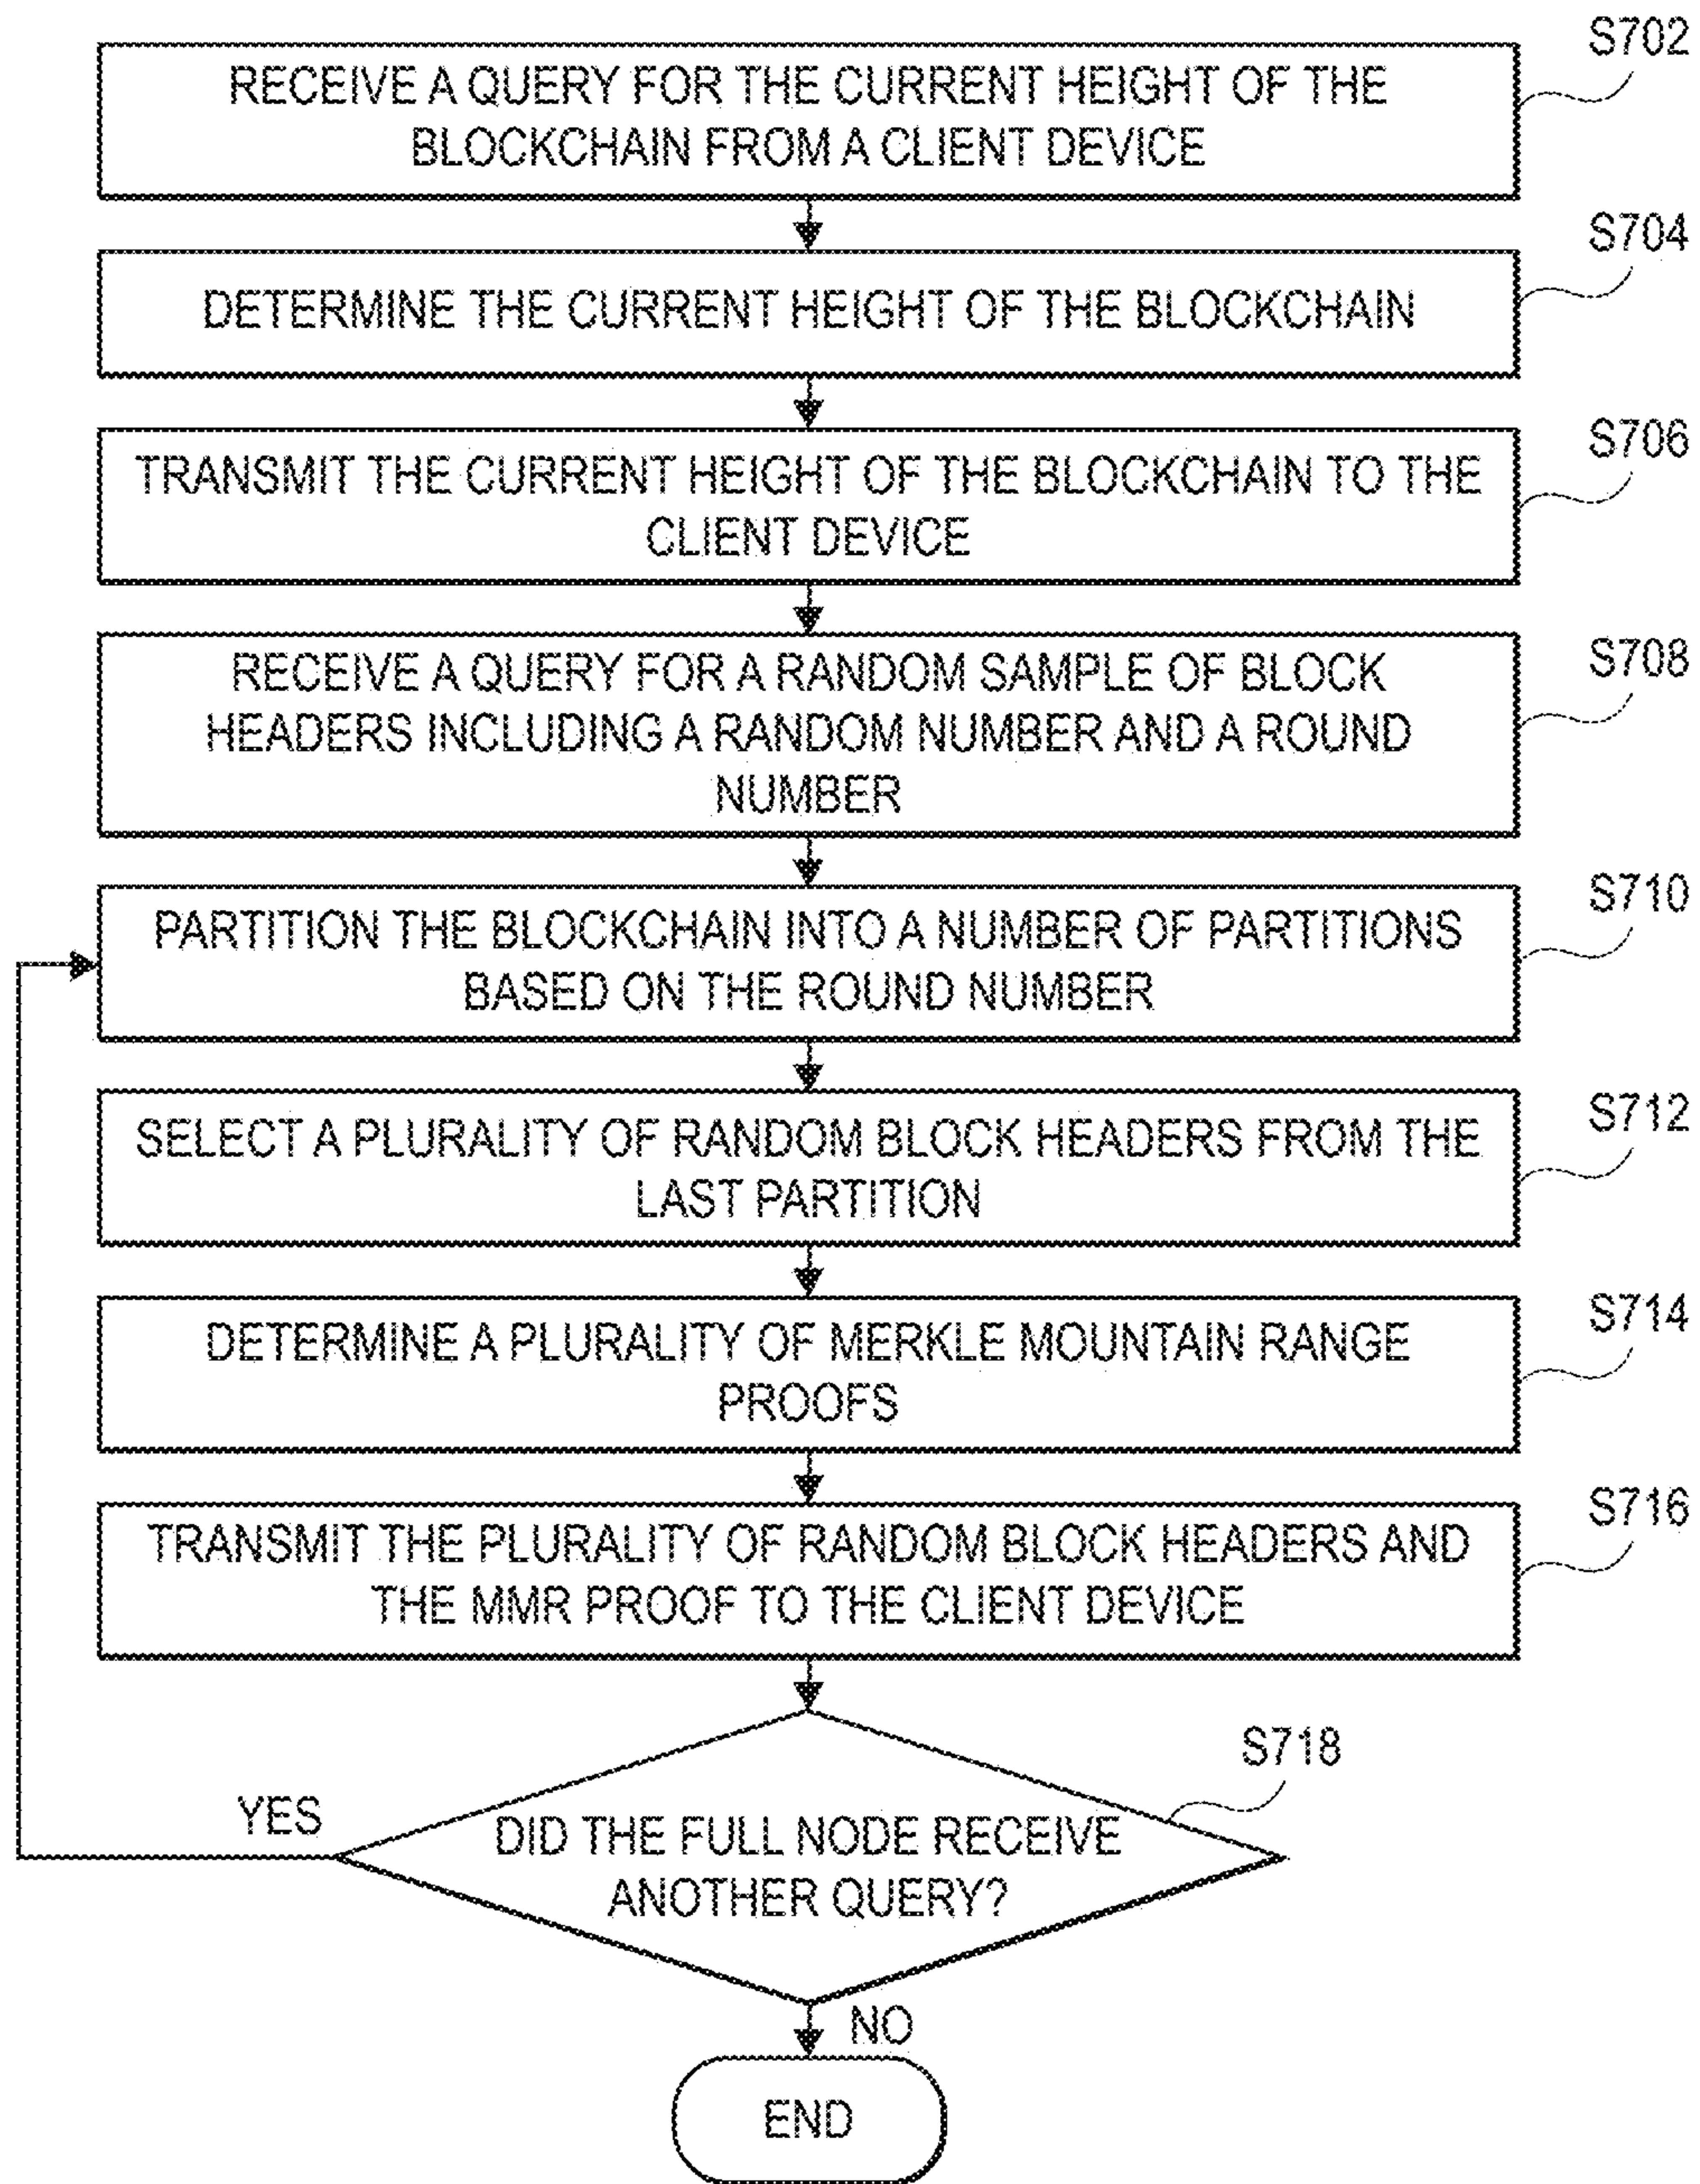 S702
RECEIVE A QUERY FOR THE CURRENT HEIGHT OF THE
BLOCKCHAIN FROM A CLIENT DEVICE
S704
DETERMINE THE CURRENT HEIGHT OF THE BLOCKCHAIN
S706
TRANSMIT THE CURRENT HEIGHT OF THE BLOCKCHAIN TO THE
CLIENT DEVICE
S708
RECEIVE A QUERY FOR A RANDOM SAMPLE OF BLOCK
HEADERS INCLUDING A RANDOM NUMBER AND A ROUND
NUMBER
S710
PARTITION THE BLOCKCHAIN INTO A NUMBER OF PARTITIONS
BASED ON THE ROUND NUMBER
S712
SELECT A PLURALITY OF RANDOM BLOCK HEADERS FROM THE
LAST PARTITION
S714
DETERMINE A PLURALITY OF MERKLE MOUNTAIN RANGE
PROOFS
S716
TRANSMIT THE PLURALITY OF RANDOM BLOCK HEADERS AND
THE MMR PROOF TO THE CLIENT DEVICE
S718
YES
DID THE FULL NODE RECEIVE
ANOTHER QUERY?
NO
END